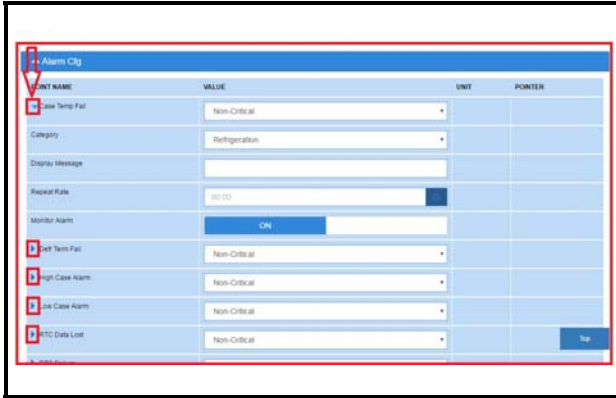 Alarm Cfg
POINT NAME VALUE UNIT POINTER
Case Temp Fail Non-Critical
Category Refrigeration
Display Message
Repeat Rate 00:00
Monitor Alarm ON
Defr Term Fail Non-Critical
High Case Alarm Non-Critical
Low Case Alarm Non-Critical
RTC Data Lost Non-Critical
Top